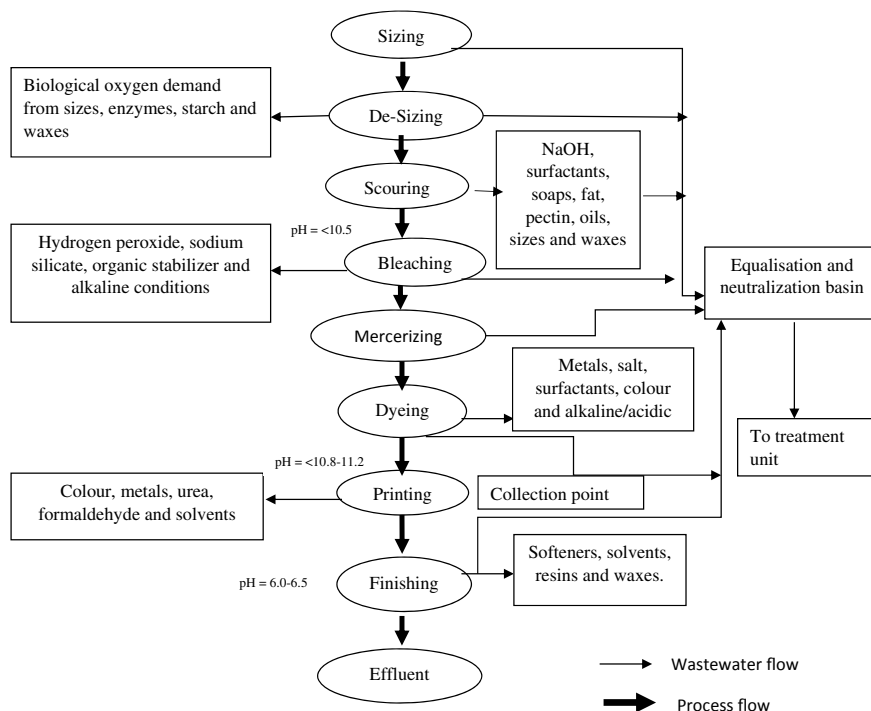 Sizing
Biological oxygen demand
from sizes, enzymes, starch and
waxes
De-Sizing
NaOH,
surfactants,
soaps, fat,
pectin, oils,
sizes and waxes
Scouring
pH = <10.5
Hydrogen peroxide, sodium
silicate, organic stabilizer and
alkaline conditions
Bleaching
Equalisation and
neutralization basin
Mercerizing
Metals, salt,
surfactants, colour
and alkaline/acidic
Dyeing
To treatment
unit
pH = <10.8-11.2
Colour, metals, urea,
formaldehyde and solvents
Printing
Collection point
Softeners, solvents,
resins and waxes.
pH = 6.0-6.5
Finishing
Effluent
Wastewater flow
Process flow